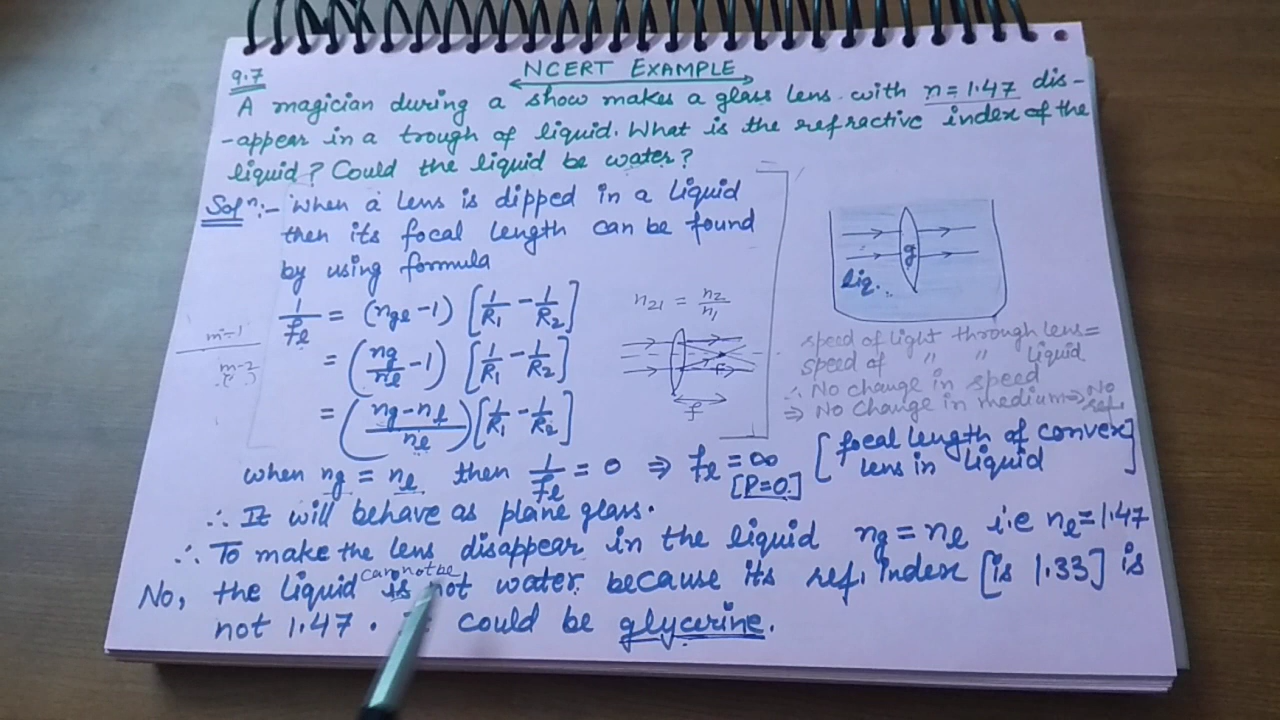 NCERT EXAMPLE
9.7
A magician during a show makes a glass lens with n = 1.47 dis-
-appear in a trough of liquid. What is the refractive index of the
liquid? Could the liquid be water?
Solⁿ:- When a lens is dipped in a liquid
then its focal length can be found
by using formula
1/fℓ = (ngℓ - 1) [1/R1 - 1/R2]
= (ng/nℓ - 1) [1/R1 - 1/R2]
= (ng - nℓ / nℓ) [1/R1 - 1/R2]
n21 = n2/n1
F
f
g
liq.
speed of light through lens =
speed of " " liquid
∴ No change in speed
⇒ No change in medium ⇒ No
ref.
when ng = nℓ then 1/fℓ = 0 ⇒ fℓ = ∞ [focal length of convex
lens in liquid]
[P=0]
∴ It will behave as plane glass.
∴ To make the lens disappear in the liquid ng = nℓ i.e nℓ = 1.47
cannot be
No, the liquid is not water because its ref. index [is 1.33] is
not 1.47. could be glycerine.